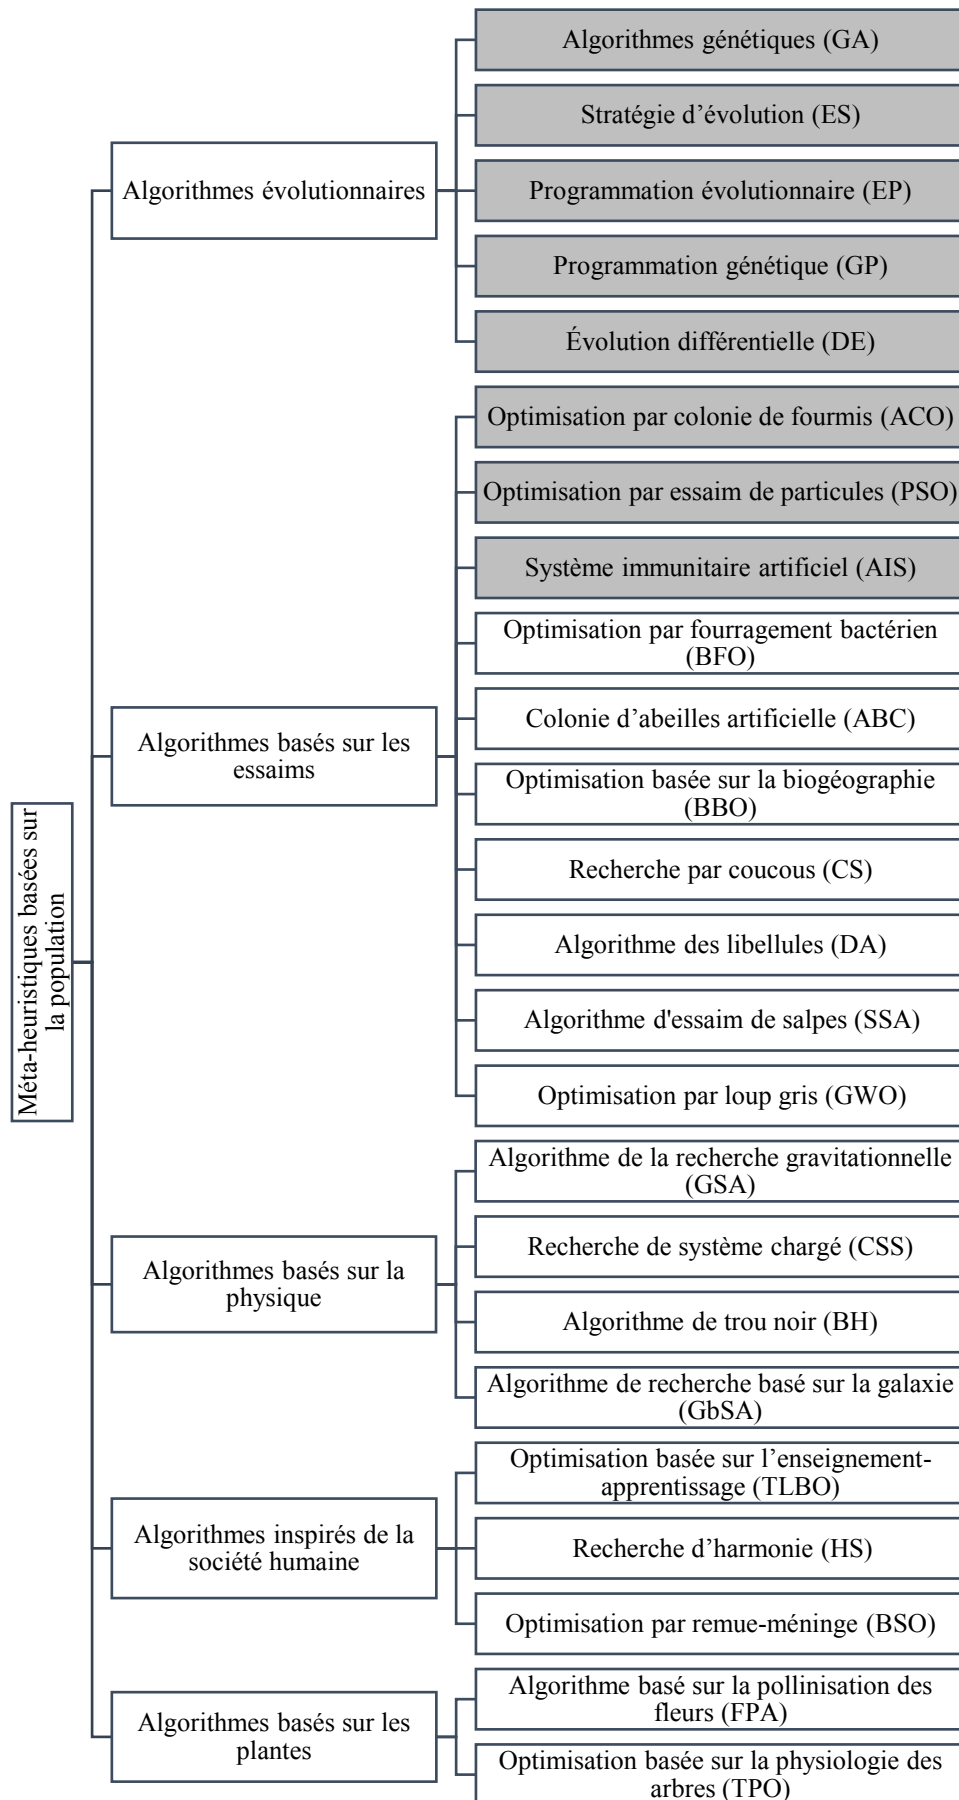 Méta-heuristiques basées sur
la population
Algorithmes évolutionnaires
Algorithmes génétiques (GA)
Stratégie d’évolution (ES)
Programmation évolutionnaire (EP)
Programmation génétique (GP)
Évolution différentielle (DE)
Algorithmes basés sur les
essaims
Optimisation par colonie de fourmis (ACO)
Optimisation par essaim de particules (PSO)
Système immunitaire artificiel (AIS)
Optimisation par fourragement bactérien
(BFO)
Colonie d’abeilles artificielle (ABC)
Optimisation basée sur la biogéographie
(BBO)
Recherche par coucous (CS)
Algorithme des libellules (DA)
Algorithme d'essaim de salpes (SSA)
Optimisation par loup gris (GWO)
Algorithmes basés sur la
physique
Algorithme de la recherche gravitationnelle
(GSA)
Recherche de système chargé (CSS)
Algorithme de trou noir (BH)
Algorithme de recherche basé sur la galaxie
(GbSA)
Algorithmes inspirés de la
société humaine
Optimisation basée sur l’enseignement-
apprentissage (TLBO)
Recherche d’harmonie (HS)
Optimisation par remue-méninge (BSO)
Algorithmes basés sur les
plantes
Algorithme basé sur la pollinisation des
fleurs (FPA)
Optimisation basée sur la physiologie des
arbres (TPO)